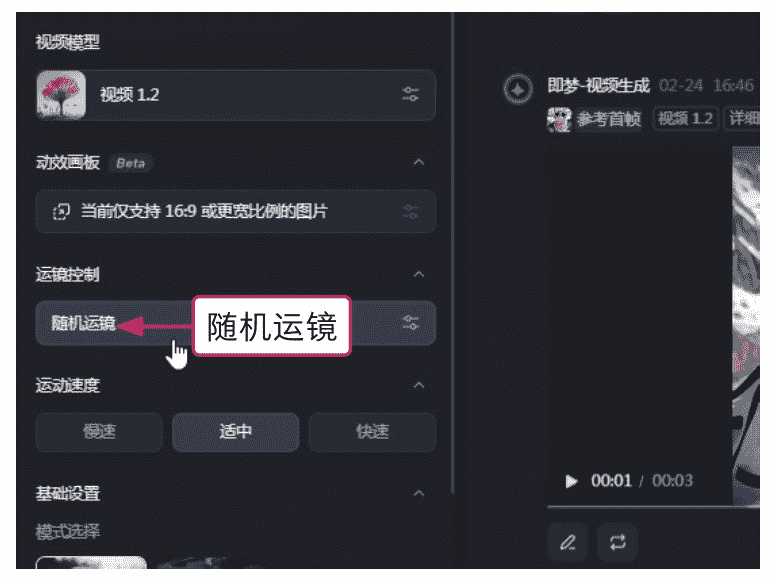 视频模型
视频 1.2
动效画板 Beta
当前仅支持 16:9 或更宽比例的图片
运镜控制
随机运镜
随机运镜
运动速度
慢速 适中 快速
基础设置
模式选择
即梦-视频生成 02-24 16:46
参考首帧 视频 1.2 详细
00:01 / 00:03